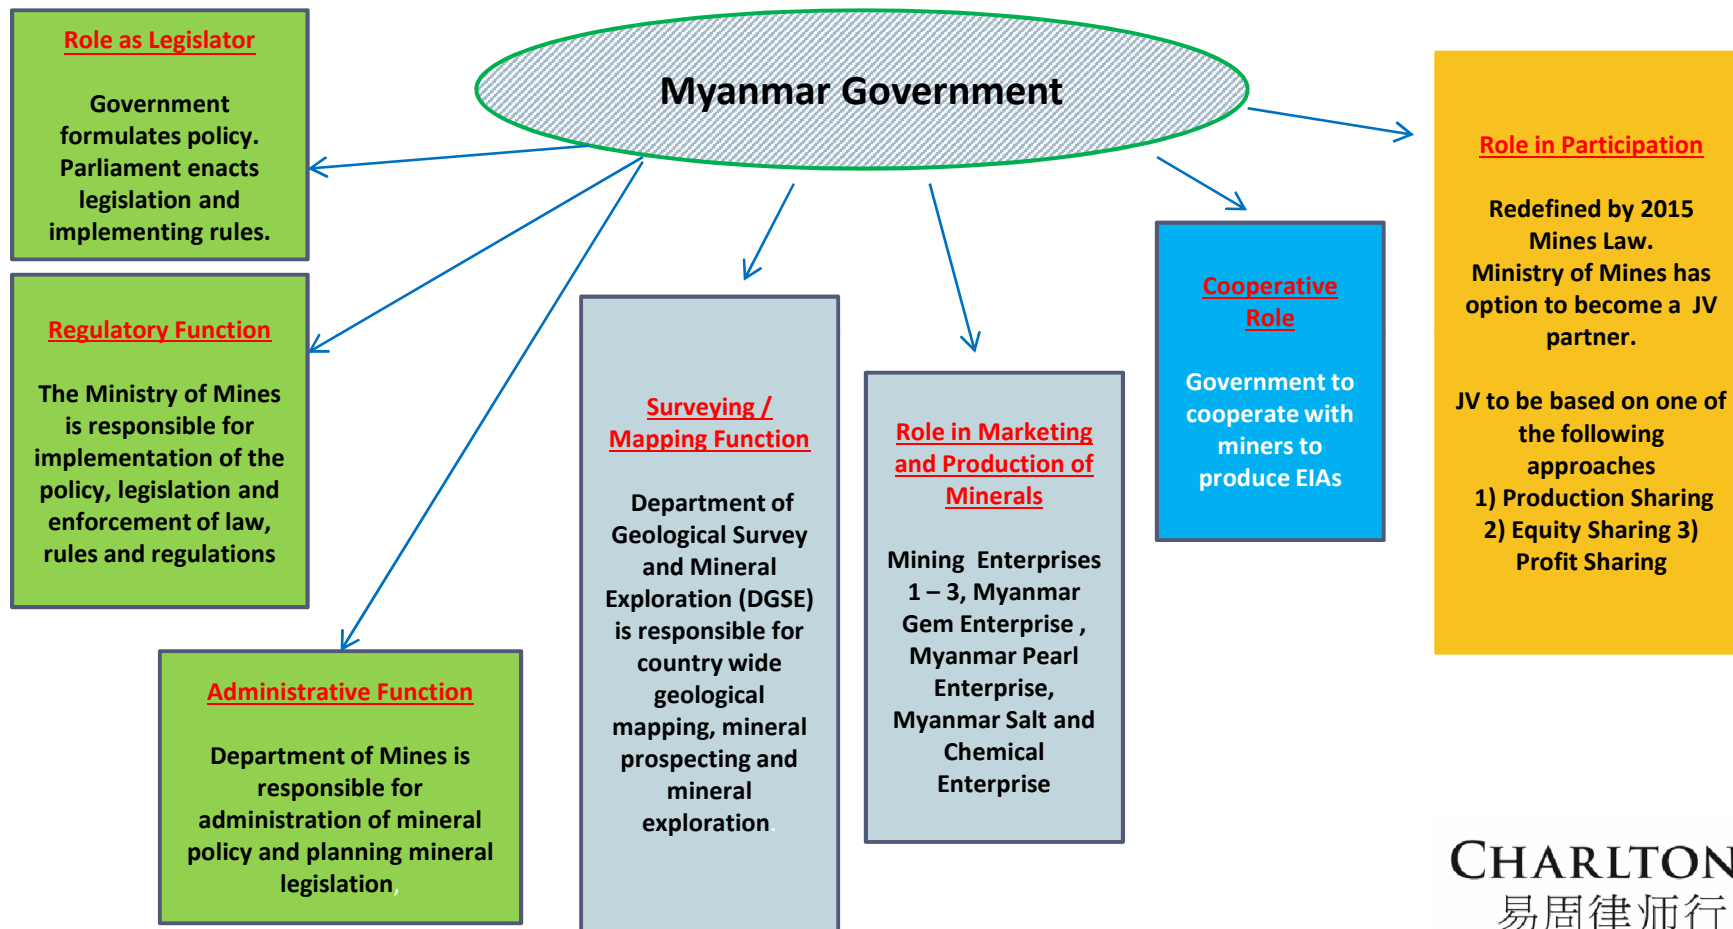 Myanmar Government
Role as Legislator
Government
formulates policy.
Parliament enacts
legislation and
implementing rules.
Regulatory Function
The Ministry of Mines
is responsible for
implementation of the
policy, legislation and
enforcement of law,
rules and regulations
Administrative Function
Department of Mines is
responsible for
administration of mineral
policy and planning mineral
legislation,
Surveying /
Mapping Function
Department of
Geological Survey
and Mineral
Exploration (DGSE)
is responsible for
country wide
geological
mapping, mineral
prospecting and
mineral
exploration.
Role in Marketing
and Production of
Minerals
Mining Enterprises
1 – 3, Myanmar
Gem Enterprise ,
Myanmar Pearl
Enterprise,
Myanmar Salt and
Chemical
Enterprise
Cooperative
Role
Government to
cooperate with
miners to
produce EIAs
Role in Participation
Redefined by 2015
Mines Law.
Ministry of Mines has
option to become a JV
partner.
JV to be based on one of
the following
approaches
1) Production Sharing
2) Equity Sharing 3)
Profit Sharing
CHARLTON
易周律师行